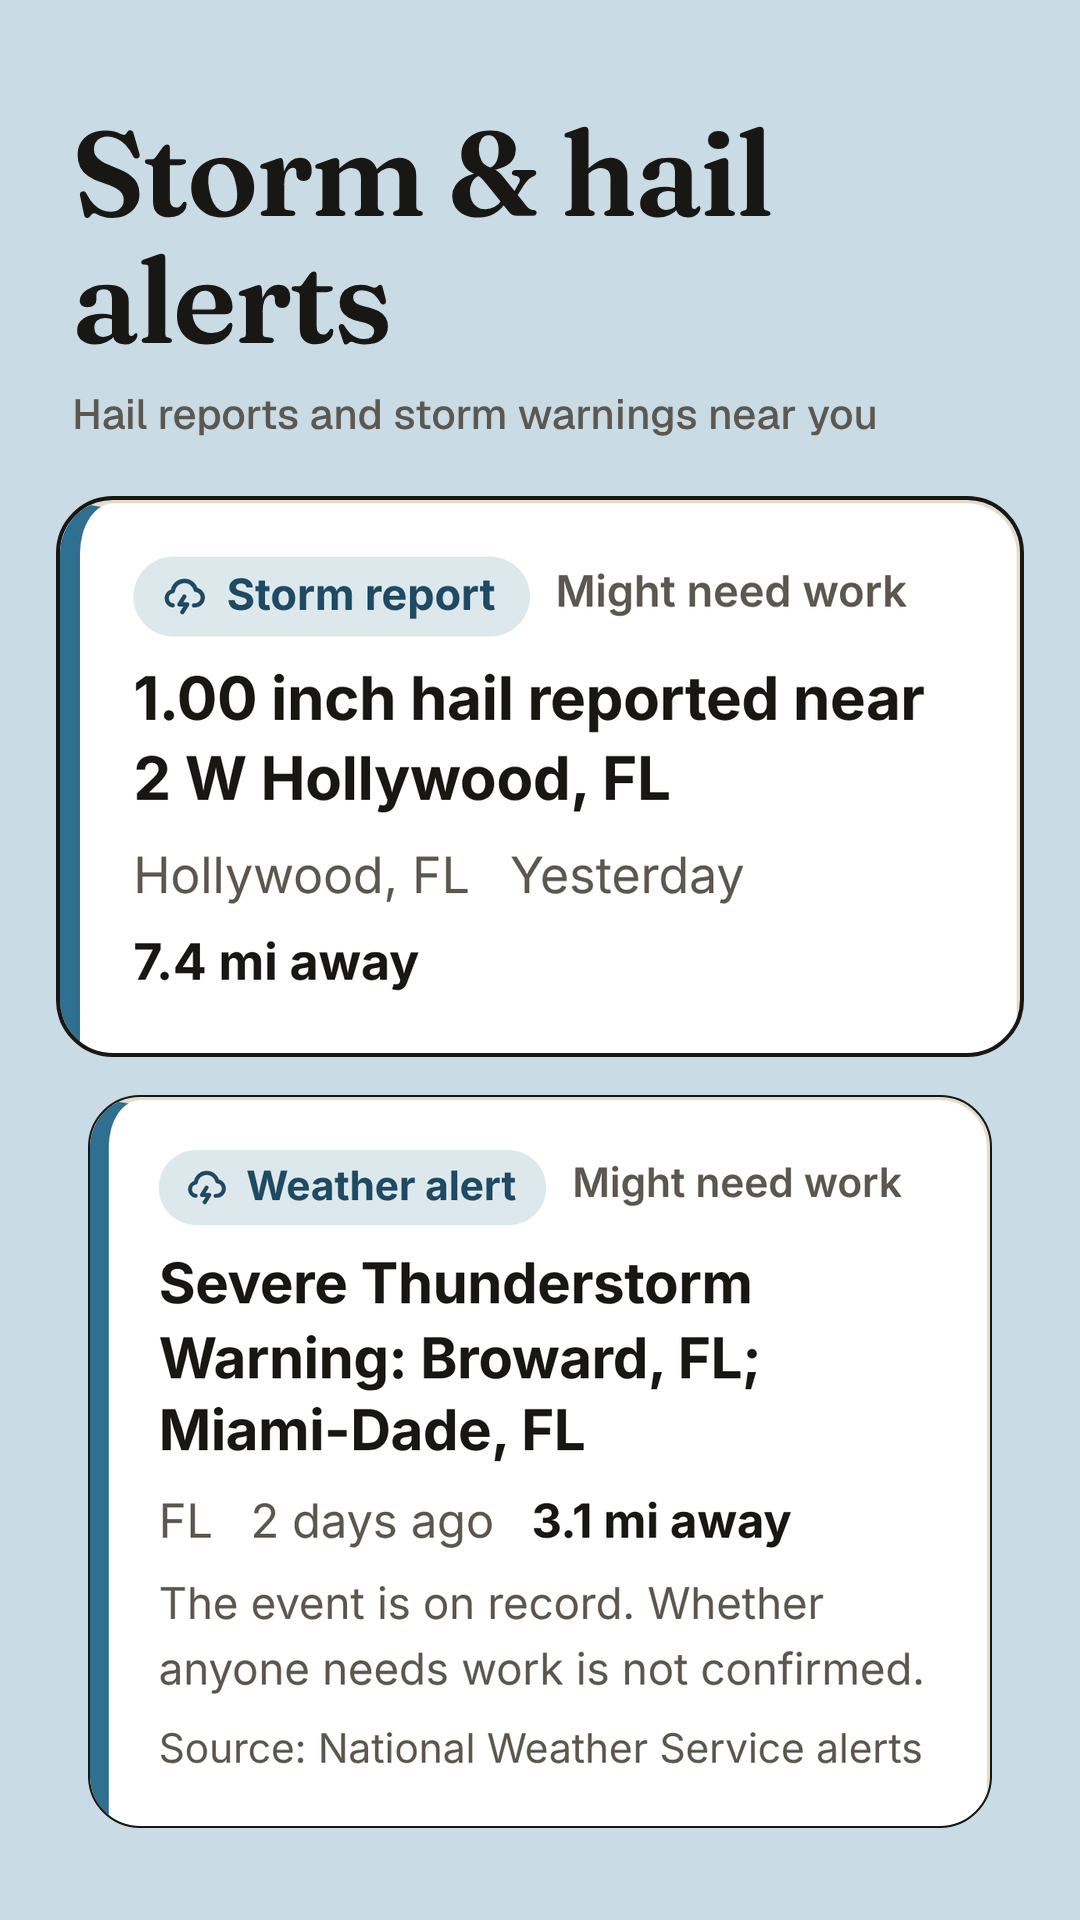 Storm & hail
alerts
Hail reports and storm warnings near you
Storm report Might need work
1.00 inch hail reported near
2 W Hollywood, FL
Hollywood, FL Yesterday
7.4 mi away
Weather alert Might need work
Severe Thunderstorm
Warning: Broward, FL;
Miami-Dade, FL
FL 2 days ago 3.1 mi away
The event is on record. Whether
anyone needs work is not confirmed.
Source: National Weather Service alerts